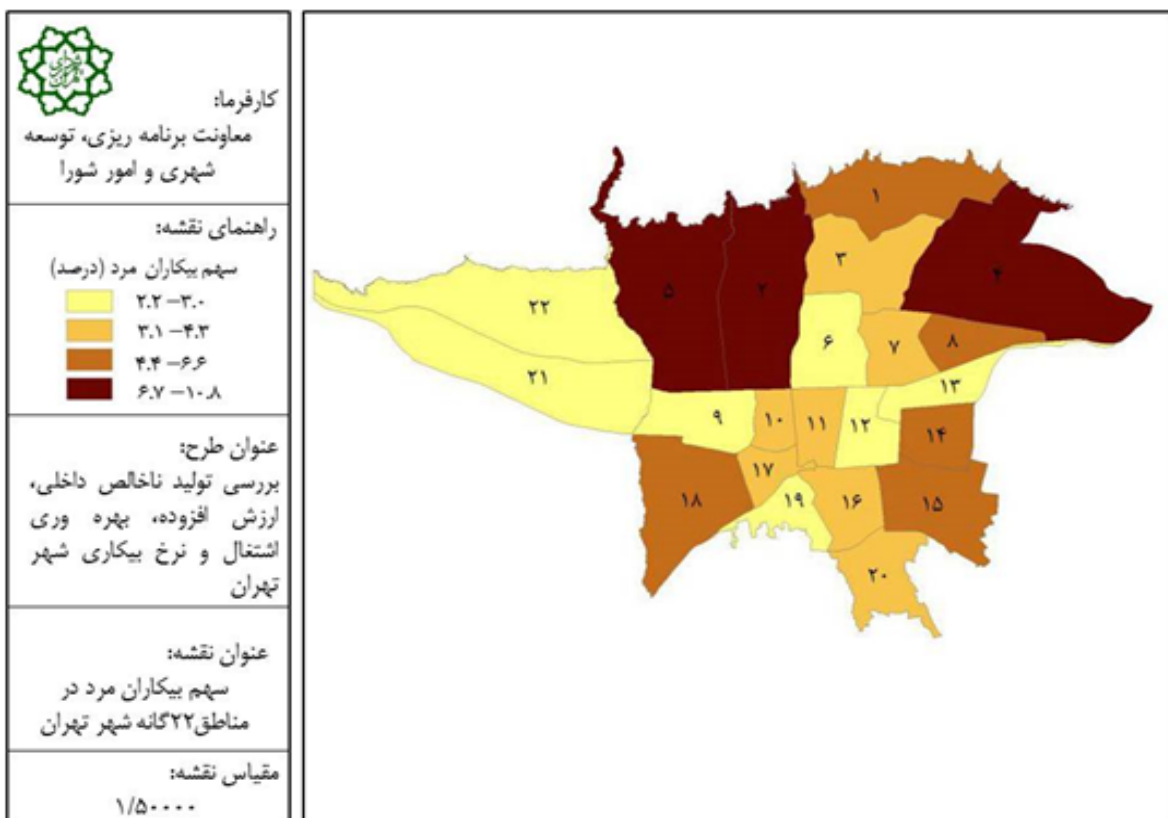 کارفرما:
معاونت برنامه ریزی، توسعه
شهری و امور شورا
راهنمای نقشه:
سهم بیکاران مرد (درصد)
۲.۲ – ۳.۰
۳.۱ – ۴.۳
۴.۴ – ۶.۶
۶.۷ – ۱۰.۸
عنوان طرح:
بررسی تولید ناخالص داخلی،
ارزش افزوده، بهره وری
اشتغال و نرخ بیکاری شهر
تهران
عنوان نقشه:
سهم بیکاران مرد در
مناطق۲۲گانه شهر تهران
مقیاس نقشه:
۱/۵۰۰۰۰
۱
۳
۴
۵
۲
۲۲
۶
۷
۸
۲۱
۱۳
۹
۱۰
۱۱
۱۲
۱۴
۱۷
۱۸
۱۹
۱۶
۱۵
۲۰